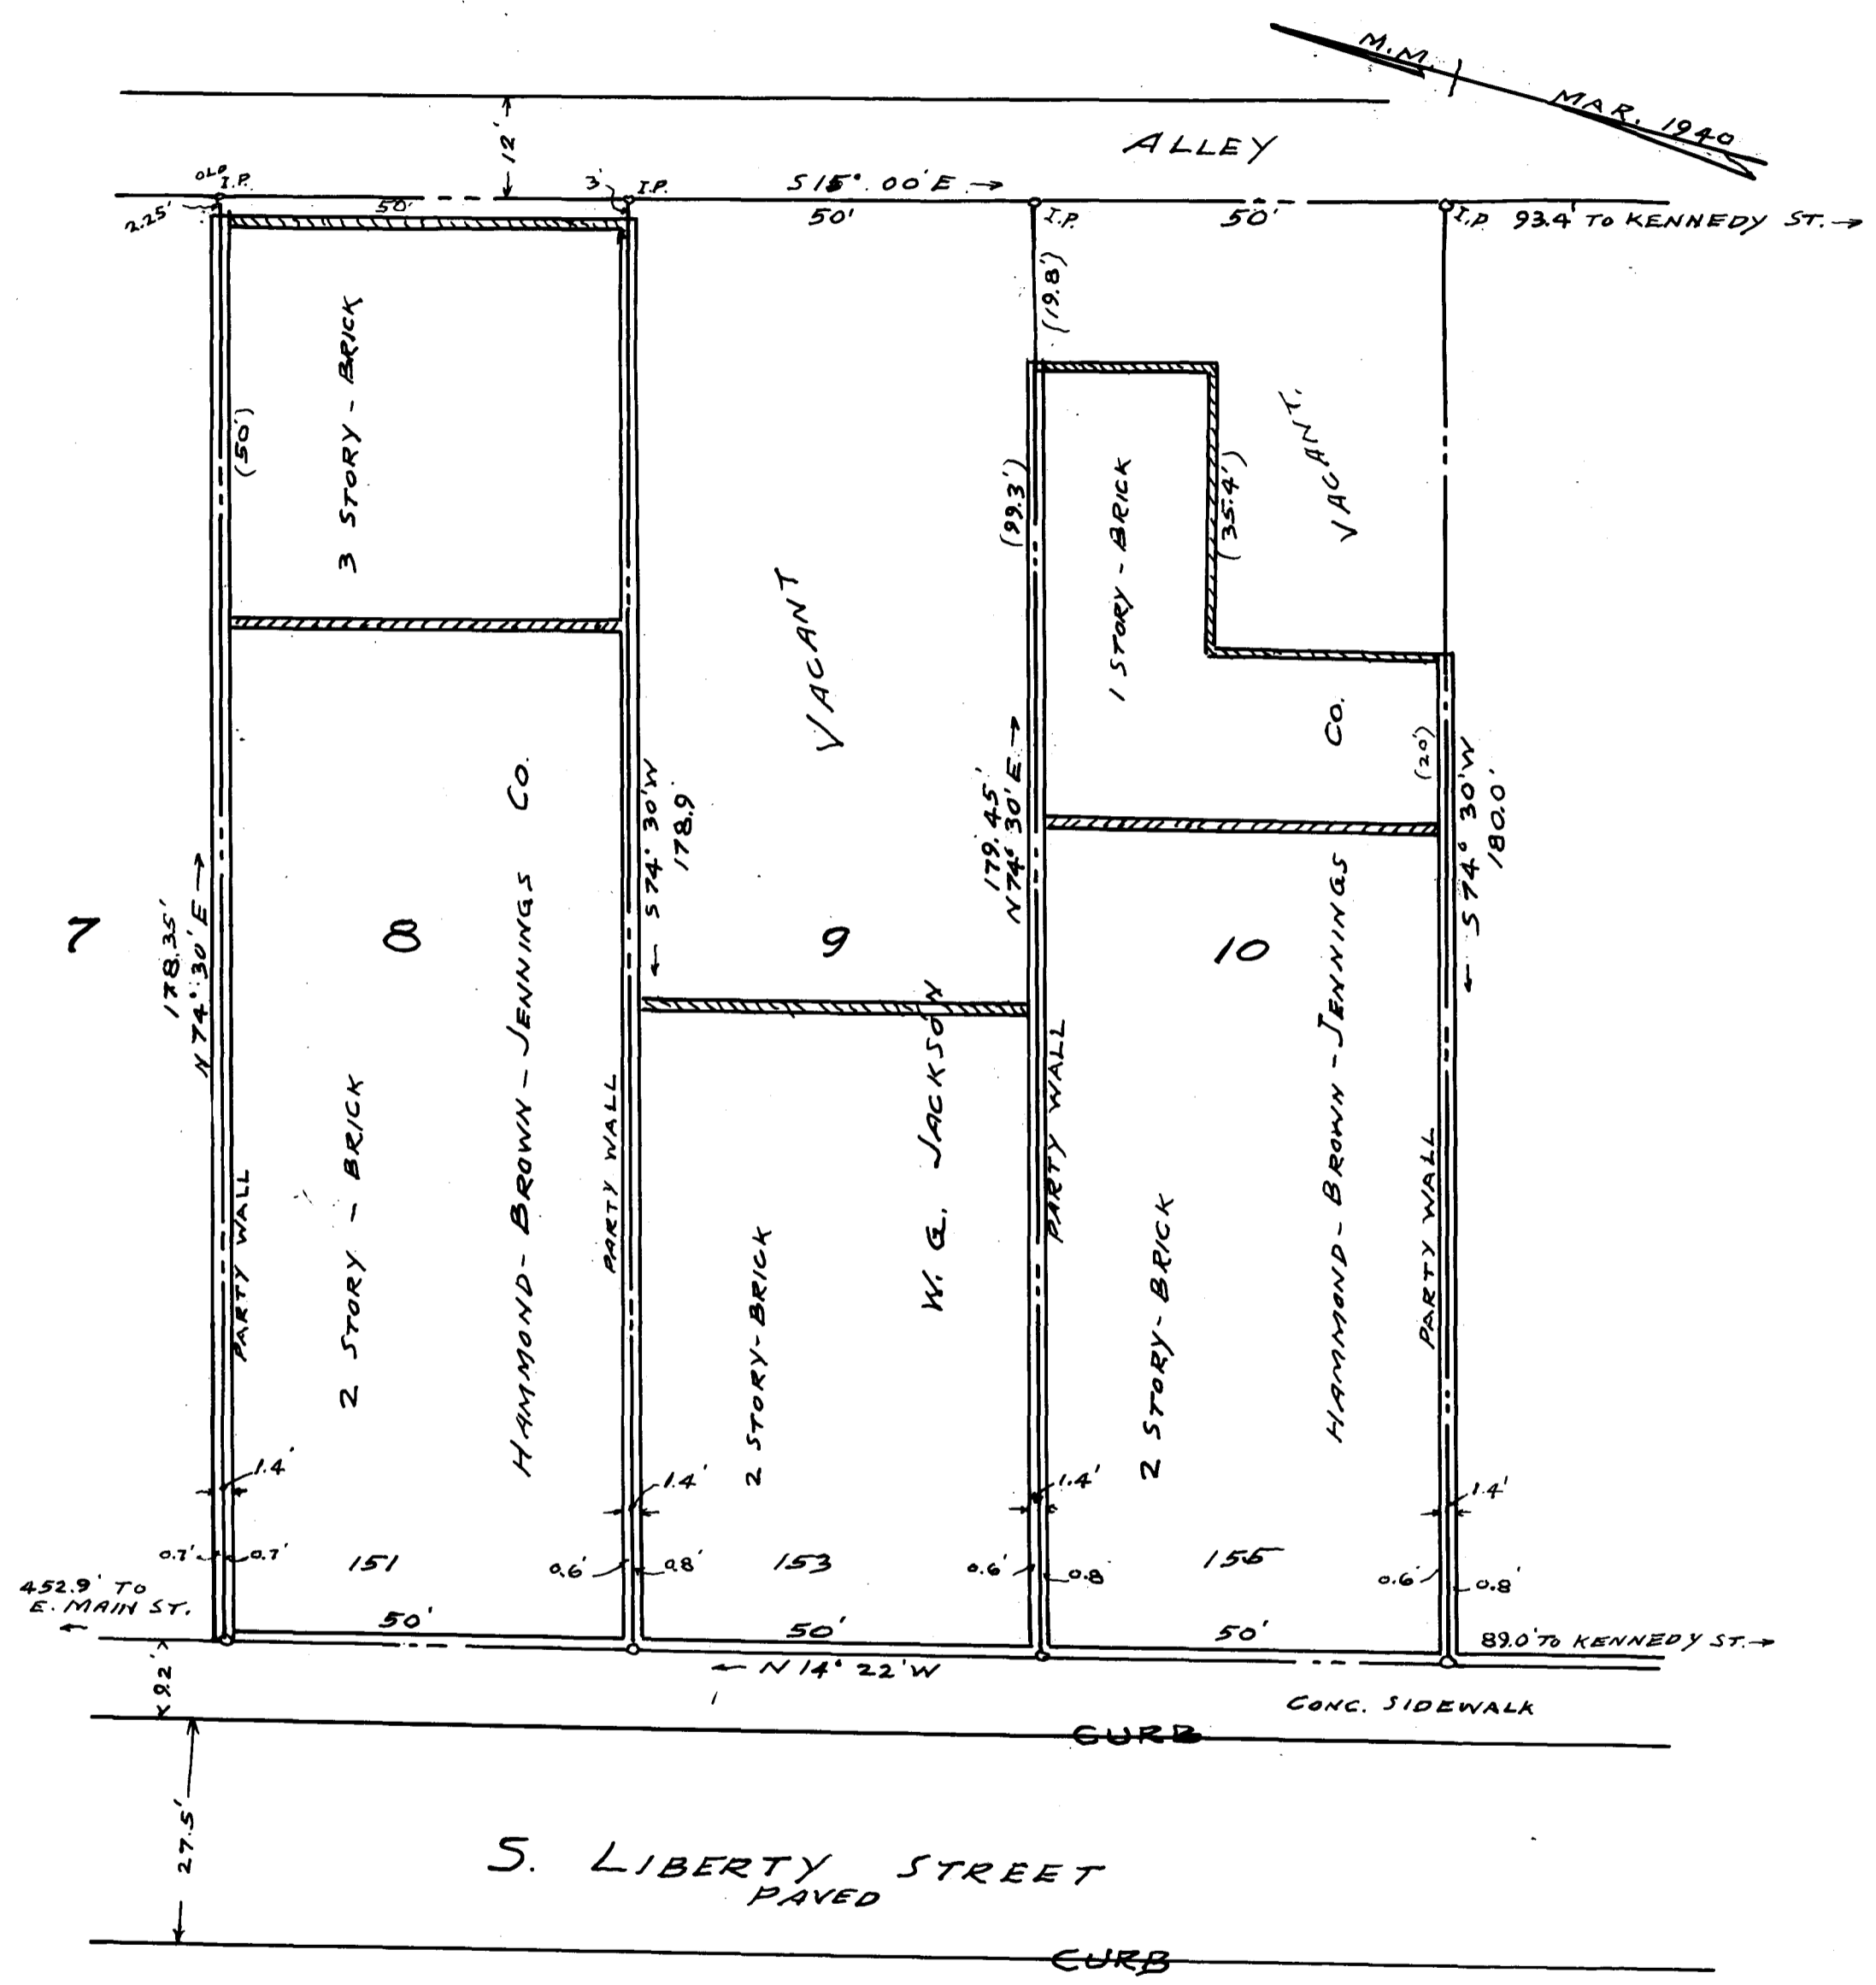 M.M.
MAR. 1940
12'
ALLEY
OLD
I.P.
3'
I.P.
S 15° 00' E →
2.25'
50'
50'
I.P.
50'
I.P.
93.4' TO KENNEDY ST. →
(19.8')
3 STORY - BRICK
(50')
VACANT
(99.3')
1 STORY - BRICK
(35.4')
VACANT.
178.35'
N 74° 30' E →
← S 74° 30' W
178.9'
179.45'
N 74° 30' E →
(20')
← S 74° 30' W
180.0'
7
8
9
10
PARTY WALL
2 STORY - BRICK
HAMMOND - BROWN - JENNINGS CO.
PARTY WALL
2 STORY - BRICK
W. G. JACKSON
PARTY WALL
2 STORY - BRICK
HAMMOND - BROWN - JENNINGS CO.
PARTY WALL
1.4'
1.4'
1.4'
1.4'
0.7'
0.7'
151
0.6'
0.8'
153
0.6'
0.8
155
0.6'
0.8'
452.9' TO
E. MAIN ST.
←
50'
50'
50'
89.0' TO KENNEDY ST. →
← N 14° 22' W
9.2'
CONC. SIDEWALK
CURB
27.5'
S. LIBERTY STREET
PAVED
CURB